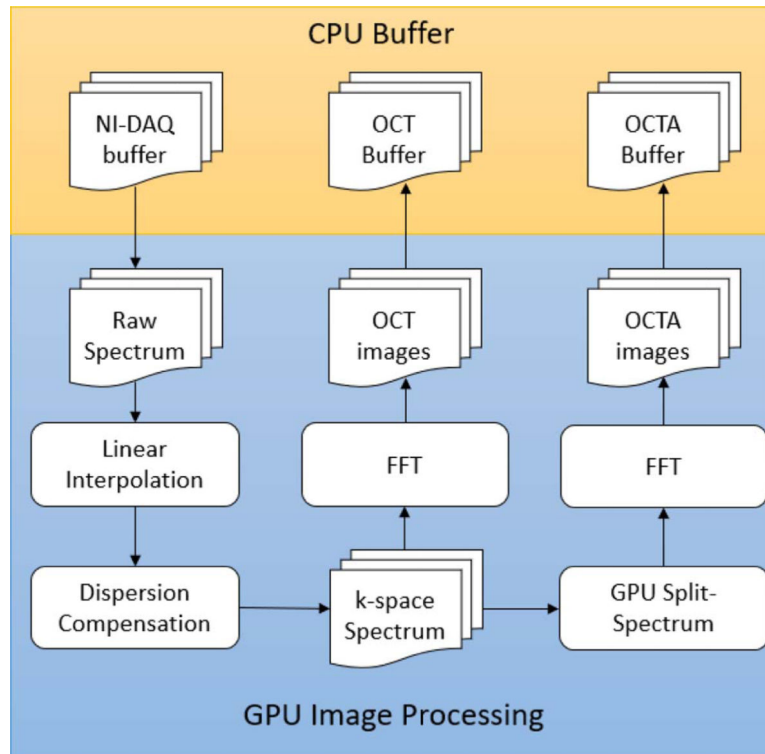 CPU Buffer
NI-DAQ
buffer
OCT
Buffer
OCTA
Buffer
Raw
Spectrum
OCT
images
OCTA
images
Linear
Interpolation
FFT
FFT
Dispersion
Compensation
k-space
Spectrum
GPU Split-
Spectrum
GPU Image Processing